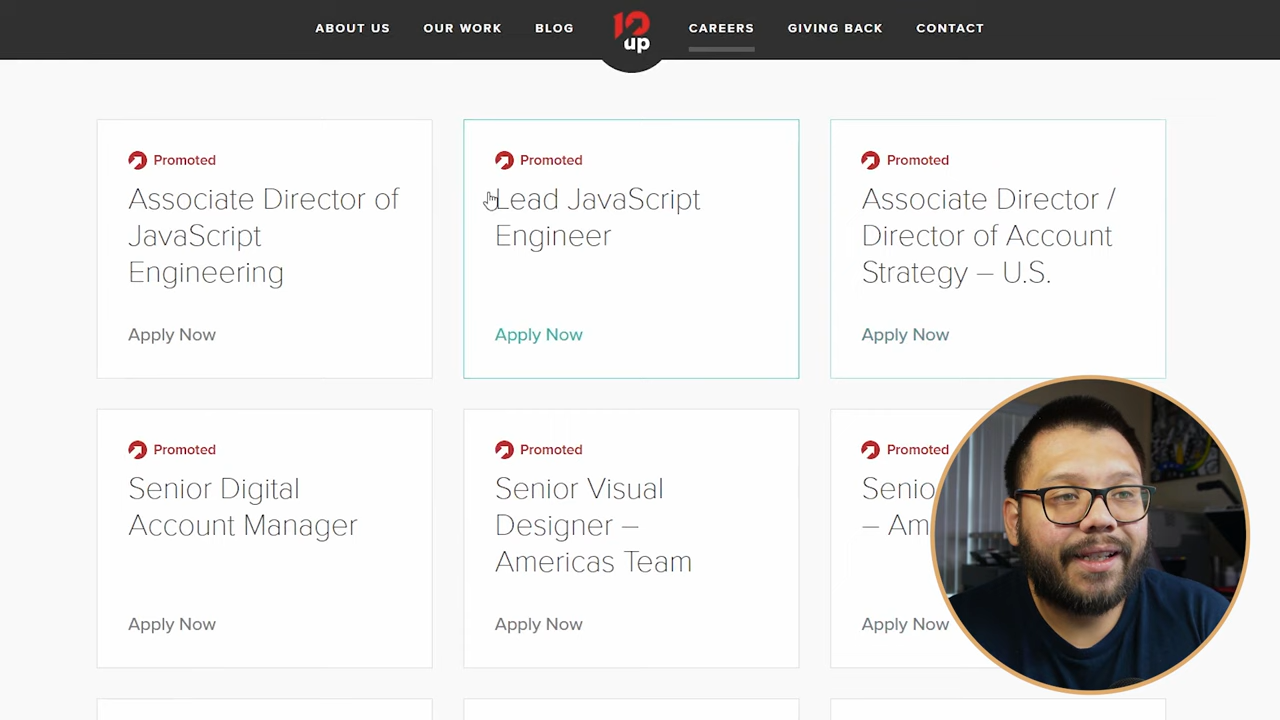 ABOUT US
OUR WORK
BLOG
10up
CAREERS
GIVING BACK
CONTACT
Promoted
Associate Director of
JavaScript
Engineering
Apply Now
Promoted
Lead JavaScript
Engineer
Apply Now
Promoted
Associate Director /
Director of Account
Strategy – U.S.
Apply Now
Promoted
Senior Digital
Account Manager
Apply Now
Promoted
Senior Visual
Designer –
Americas Team
Apply Now
Promoted
Senio
– Am
Apply Now